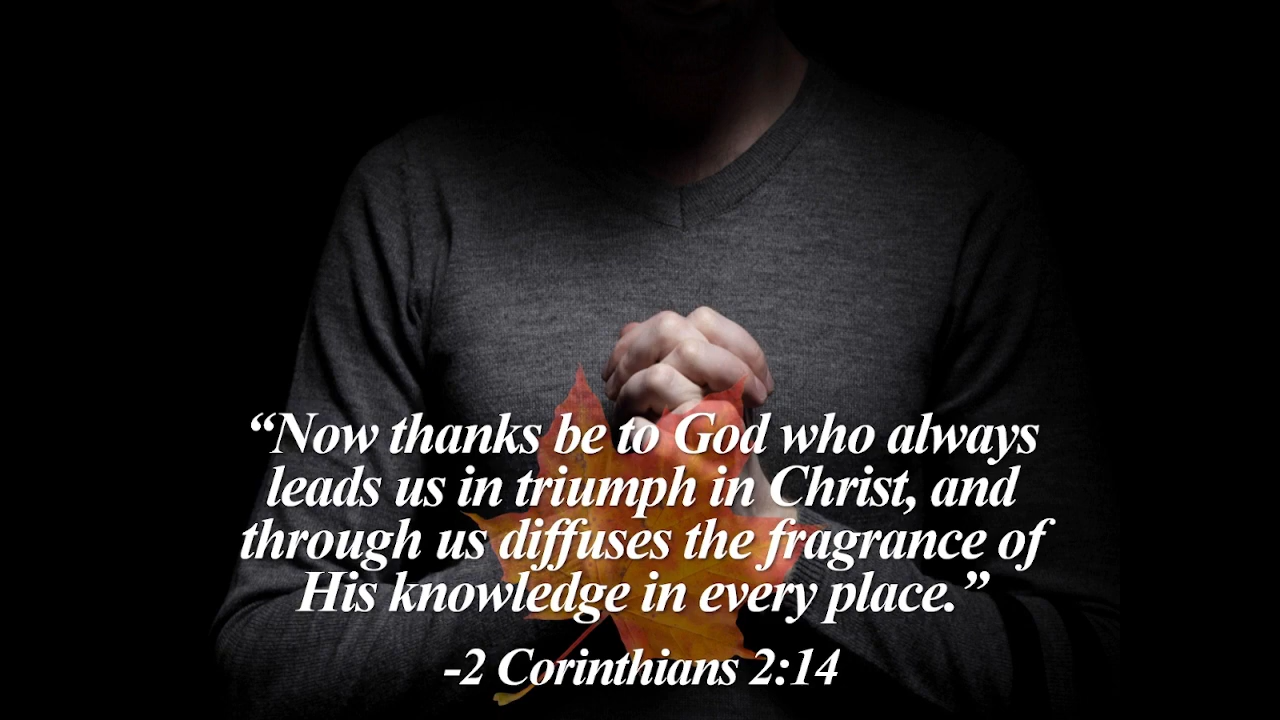 “Now thanks be to God who always
leads us in triumph in Christ, and
through us diffuses the fragrance of
His knowledge in every place.”
-2 Corinthians 2:14